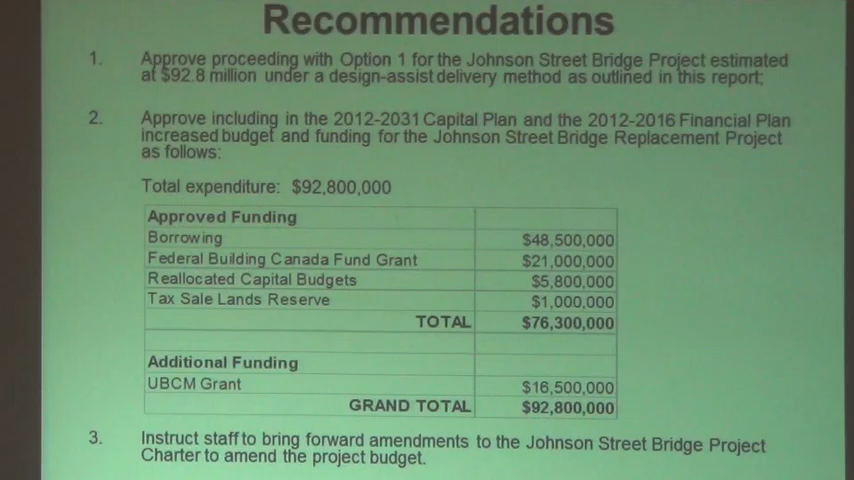 Recommendations
1. Approve proceeding with Option 1 for the Johnson Street Bridge Project estimated
at $92.8 million under a design-assist delivery method as outlined in this report;
2. Approve including in the 2012-2031 Capital Plan and the 2012-2016 Financial Plan
increased budget and funding for the Johnson Street Bridge Replacement Project
as follows:
Total expenditure: $92,800,000
Approved Funding
Borrowing $48,500,000
Federal Building Canada Fund Grant $21,000,000
Reallocated Capital Budgets $5,800,000
Tax Sale Lands Reserve $1,000,000
TOTAL $76,300,000
Additional Funding
UBCM Grant $16,500,000
GRAND TOTAL $92,800,000
3. Instruct staff to bring forward amendments to the Johnson Street Bridge Project
Charter to amend the project budget.